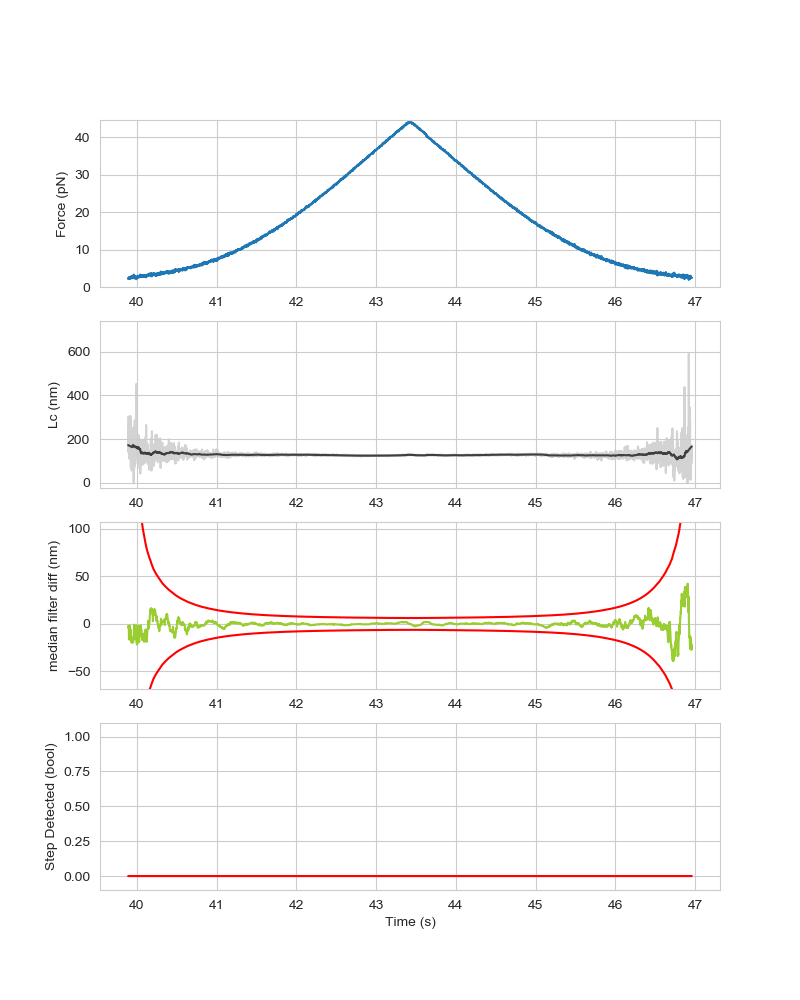 Force (pN)
40
30
20
10
0
40 41 42 43 44 45 46 47
Lc (nm)
600
400
200
0
40 41 42 43 44 45 46 47
median filter diff (nm)
100
50
0
−50
40 41 42 43 44 45 46 47
Step Detected (bool)
1.00
0.75
0.50
0.25
0.00
40 41 42 43 44 45 46 47
Time (s)